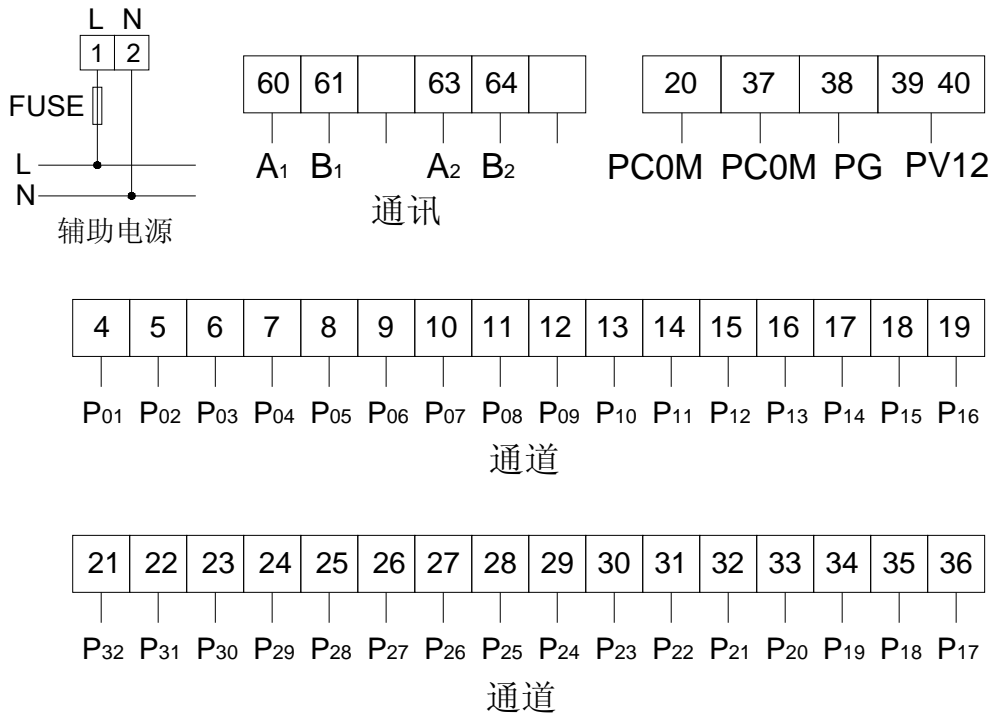 L N
1 2
FUSE
L
N
辅助电源
60 61 63 64
A1 B1 A2 B2
通讯
20 37 38 39 40
PC0M PC0M PG PV12
4 5 6 7 8 9 10 11 12 13 14 15 16 17 18 19
P01 P02 P03 P04 P05 P06 P07 P08 P09 P10 P11 P12 P13 P14 P15 P16
通道
21 22 23 24 25 26 27 28 29 30 31 32 33 34 35 36
P32 P31 P30 P29 P28 P27 P26 P25 P24 P23 P22 P21 P20 P19 P18 P17
通道